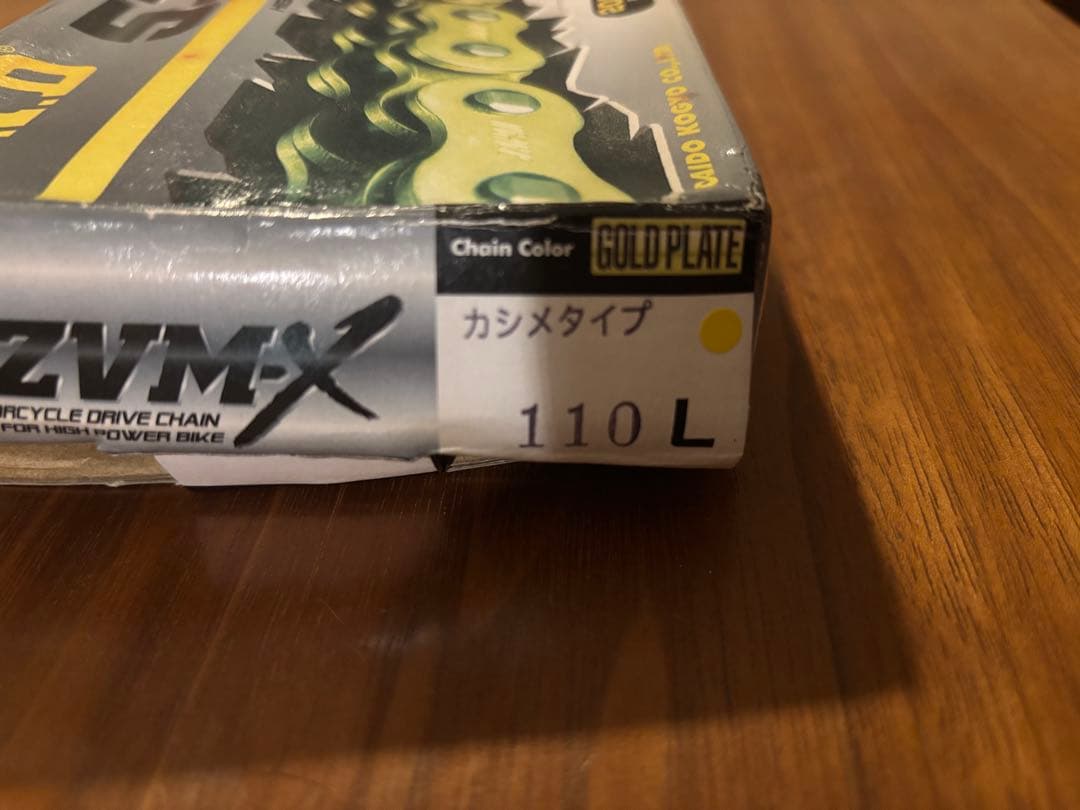 DAIDO KOGYO CO.,LTD.
Chain Color GOLD PLATE
カシメタイプ
110 L
ZVM-X
DRIVE CHAIN
FOR HIGH POWER BIKE